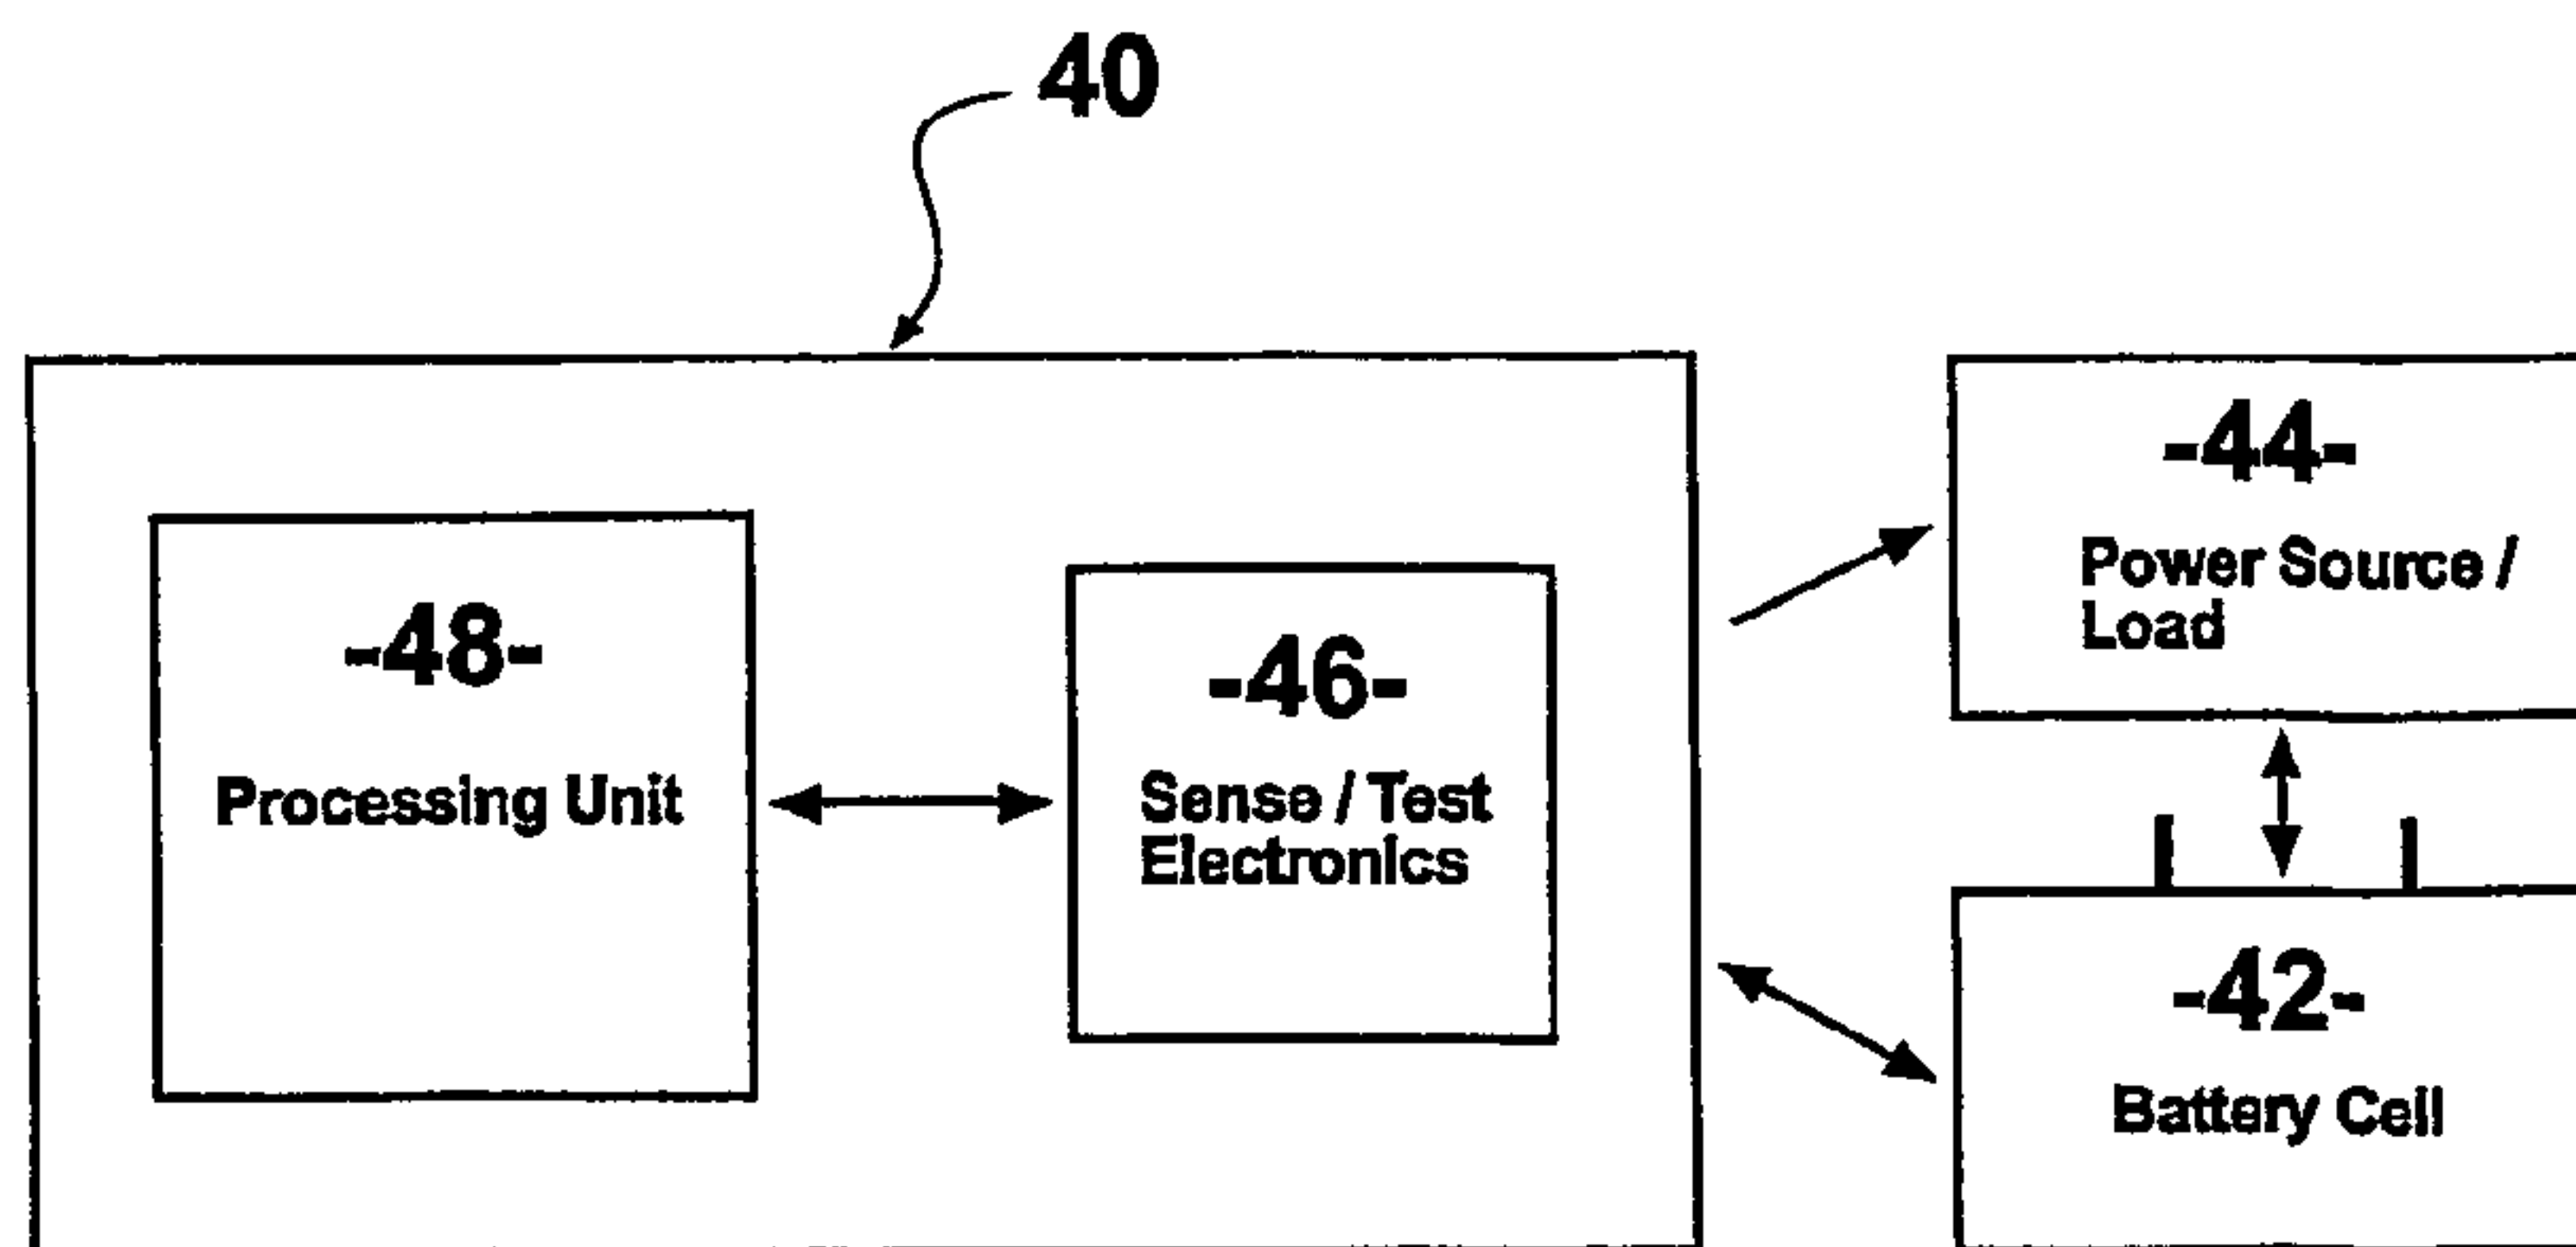 40
-48-
Processing Unit
-46-
Sense / Test
Electronics
-44-
Power Source /
Load
-42-
Battery Cell